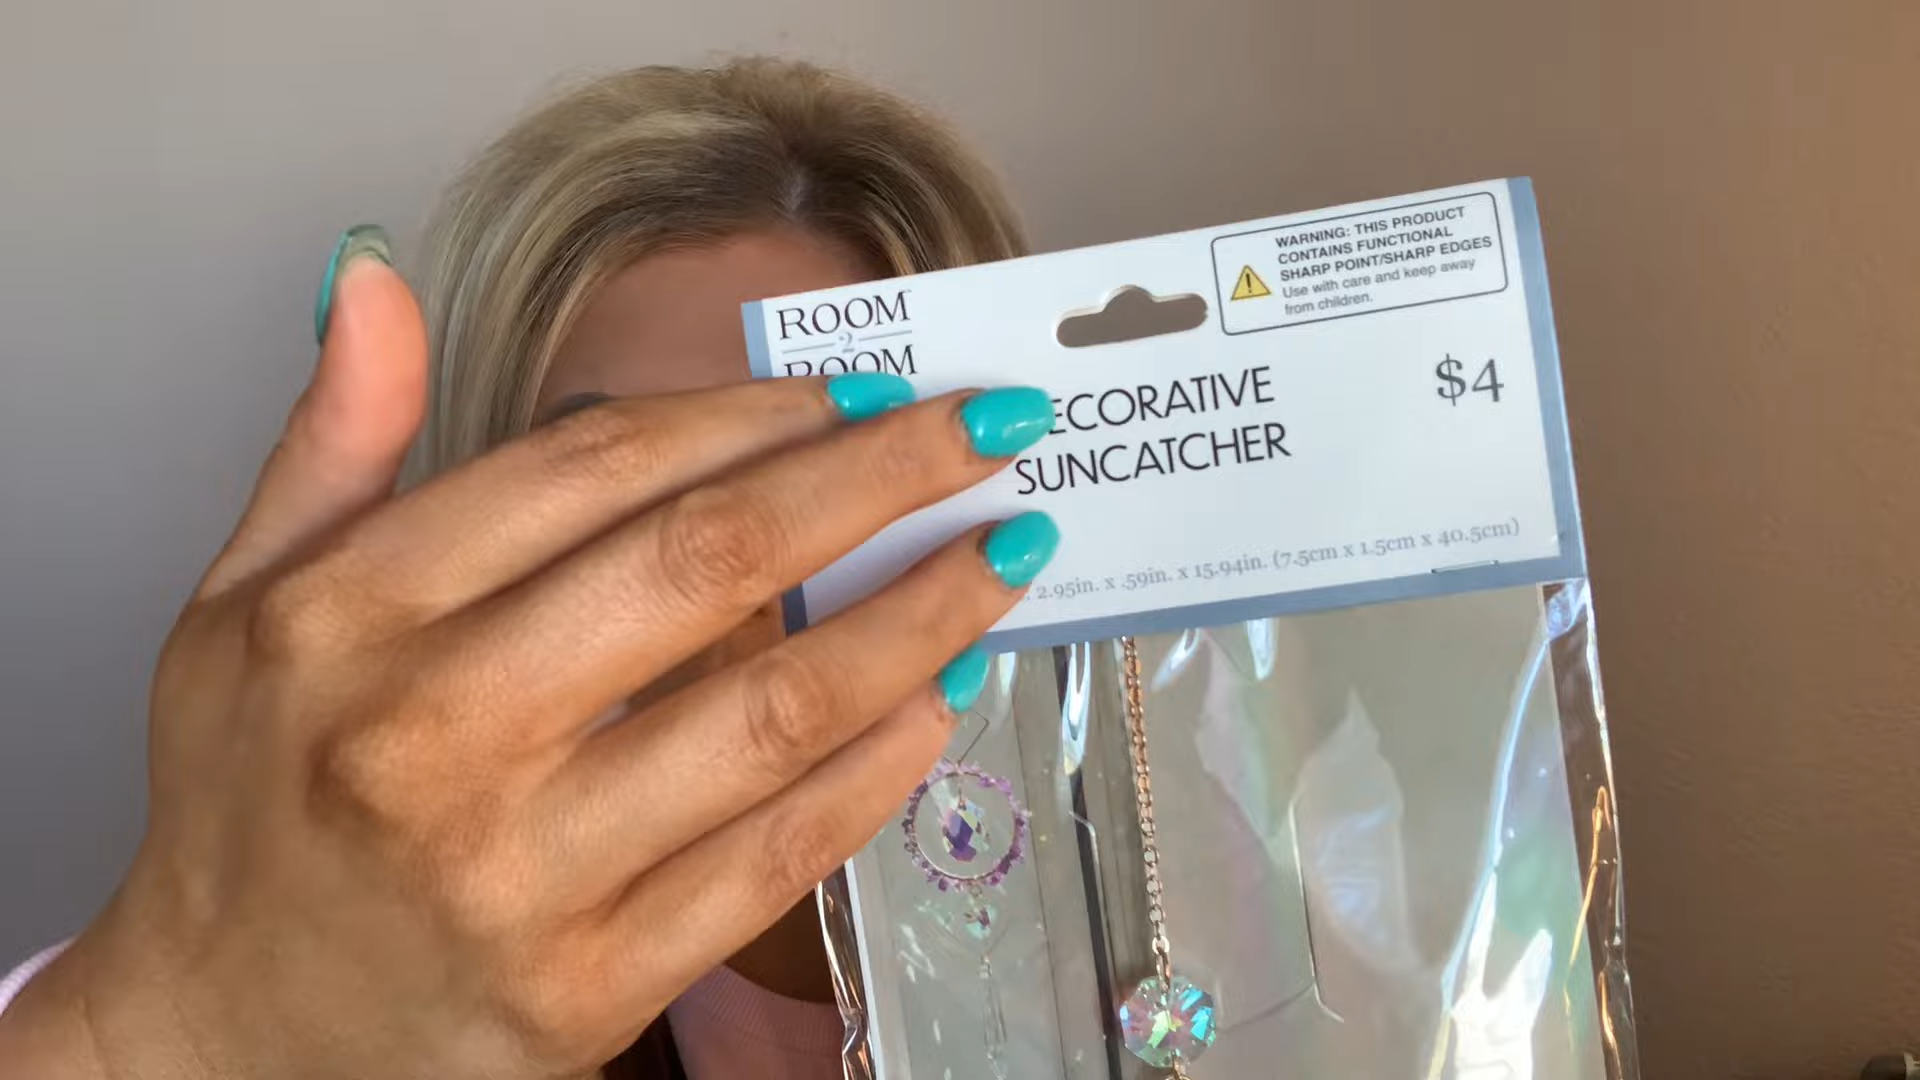 ROOM
2
ROOM
WARNING: THIS PRODUCT
CONTAINS FUNCTIONAL
SHARP POINT/SHARP EDGES
Use with care and keep away
from children.
$4
ECORATIVE
SUNCATCHER
2.95in. x .59in. x 15.94in. (7.5cm x 1.5cm x 40.5cm)